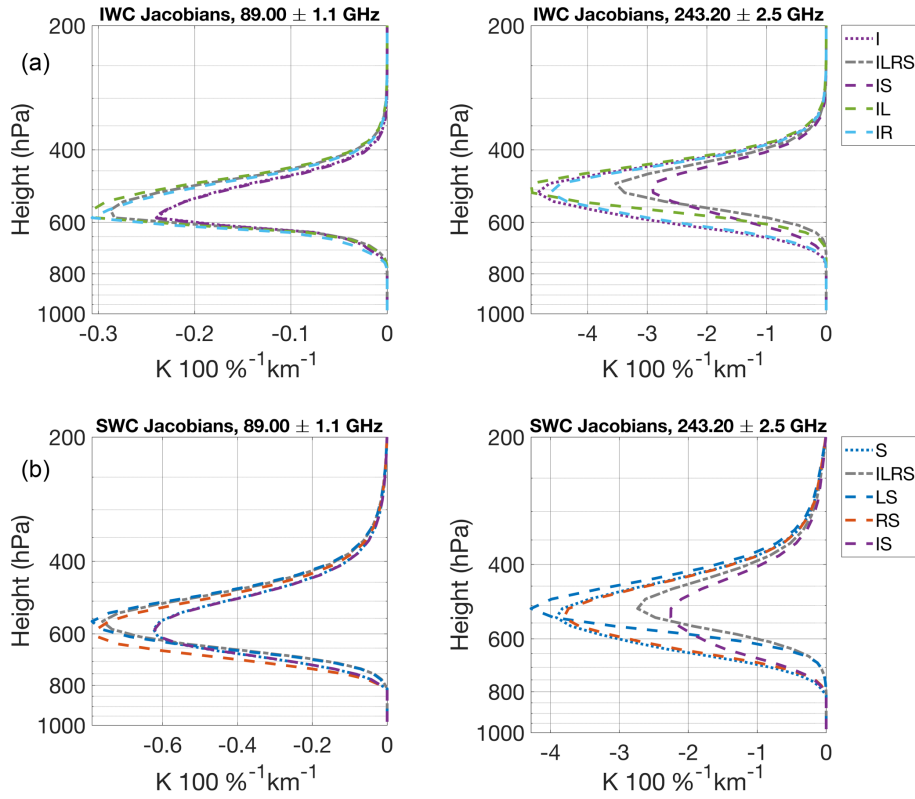 IWC Jacobians, 89.00 ± 1.1 GHz
IWC Jacobians, 243.20 ± 2.5 GHz
(a)
200
400
600
800
1000
Height (hPa)
-0.3
-0.2
-0.1
0
K 100 %⁻¹km⁻¹
200
400
600
800
1000
Height (hPa)
-4
-3
-2
-1
0
K 100 %⁻¹km⁻¹
I
ILRS
IS
IL
IR
SWC Jacobians, 89.00 ± 1.1 GHz
SWC Jacobians, 243.20 ± 2.5 GHz
(b)
200
400
600
800
1000
Height (hPa)
-0.6
-0.4
-0.2
0
K 100 %⁻¹km⁻¹
200
400
600
800
1000
Height (hPa)
-4
-3
-2
-1
0
K 100 %⁻¹km⁻¹
S
ILRS
LS
RS
IS